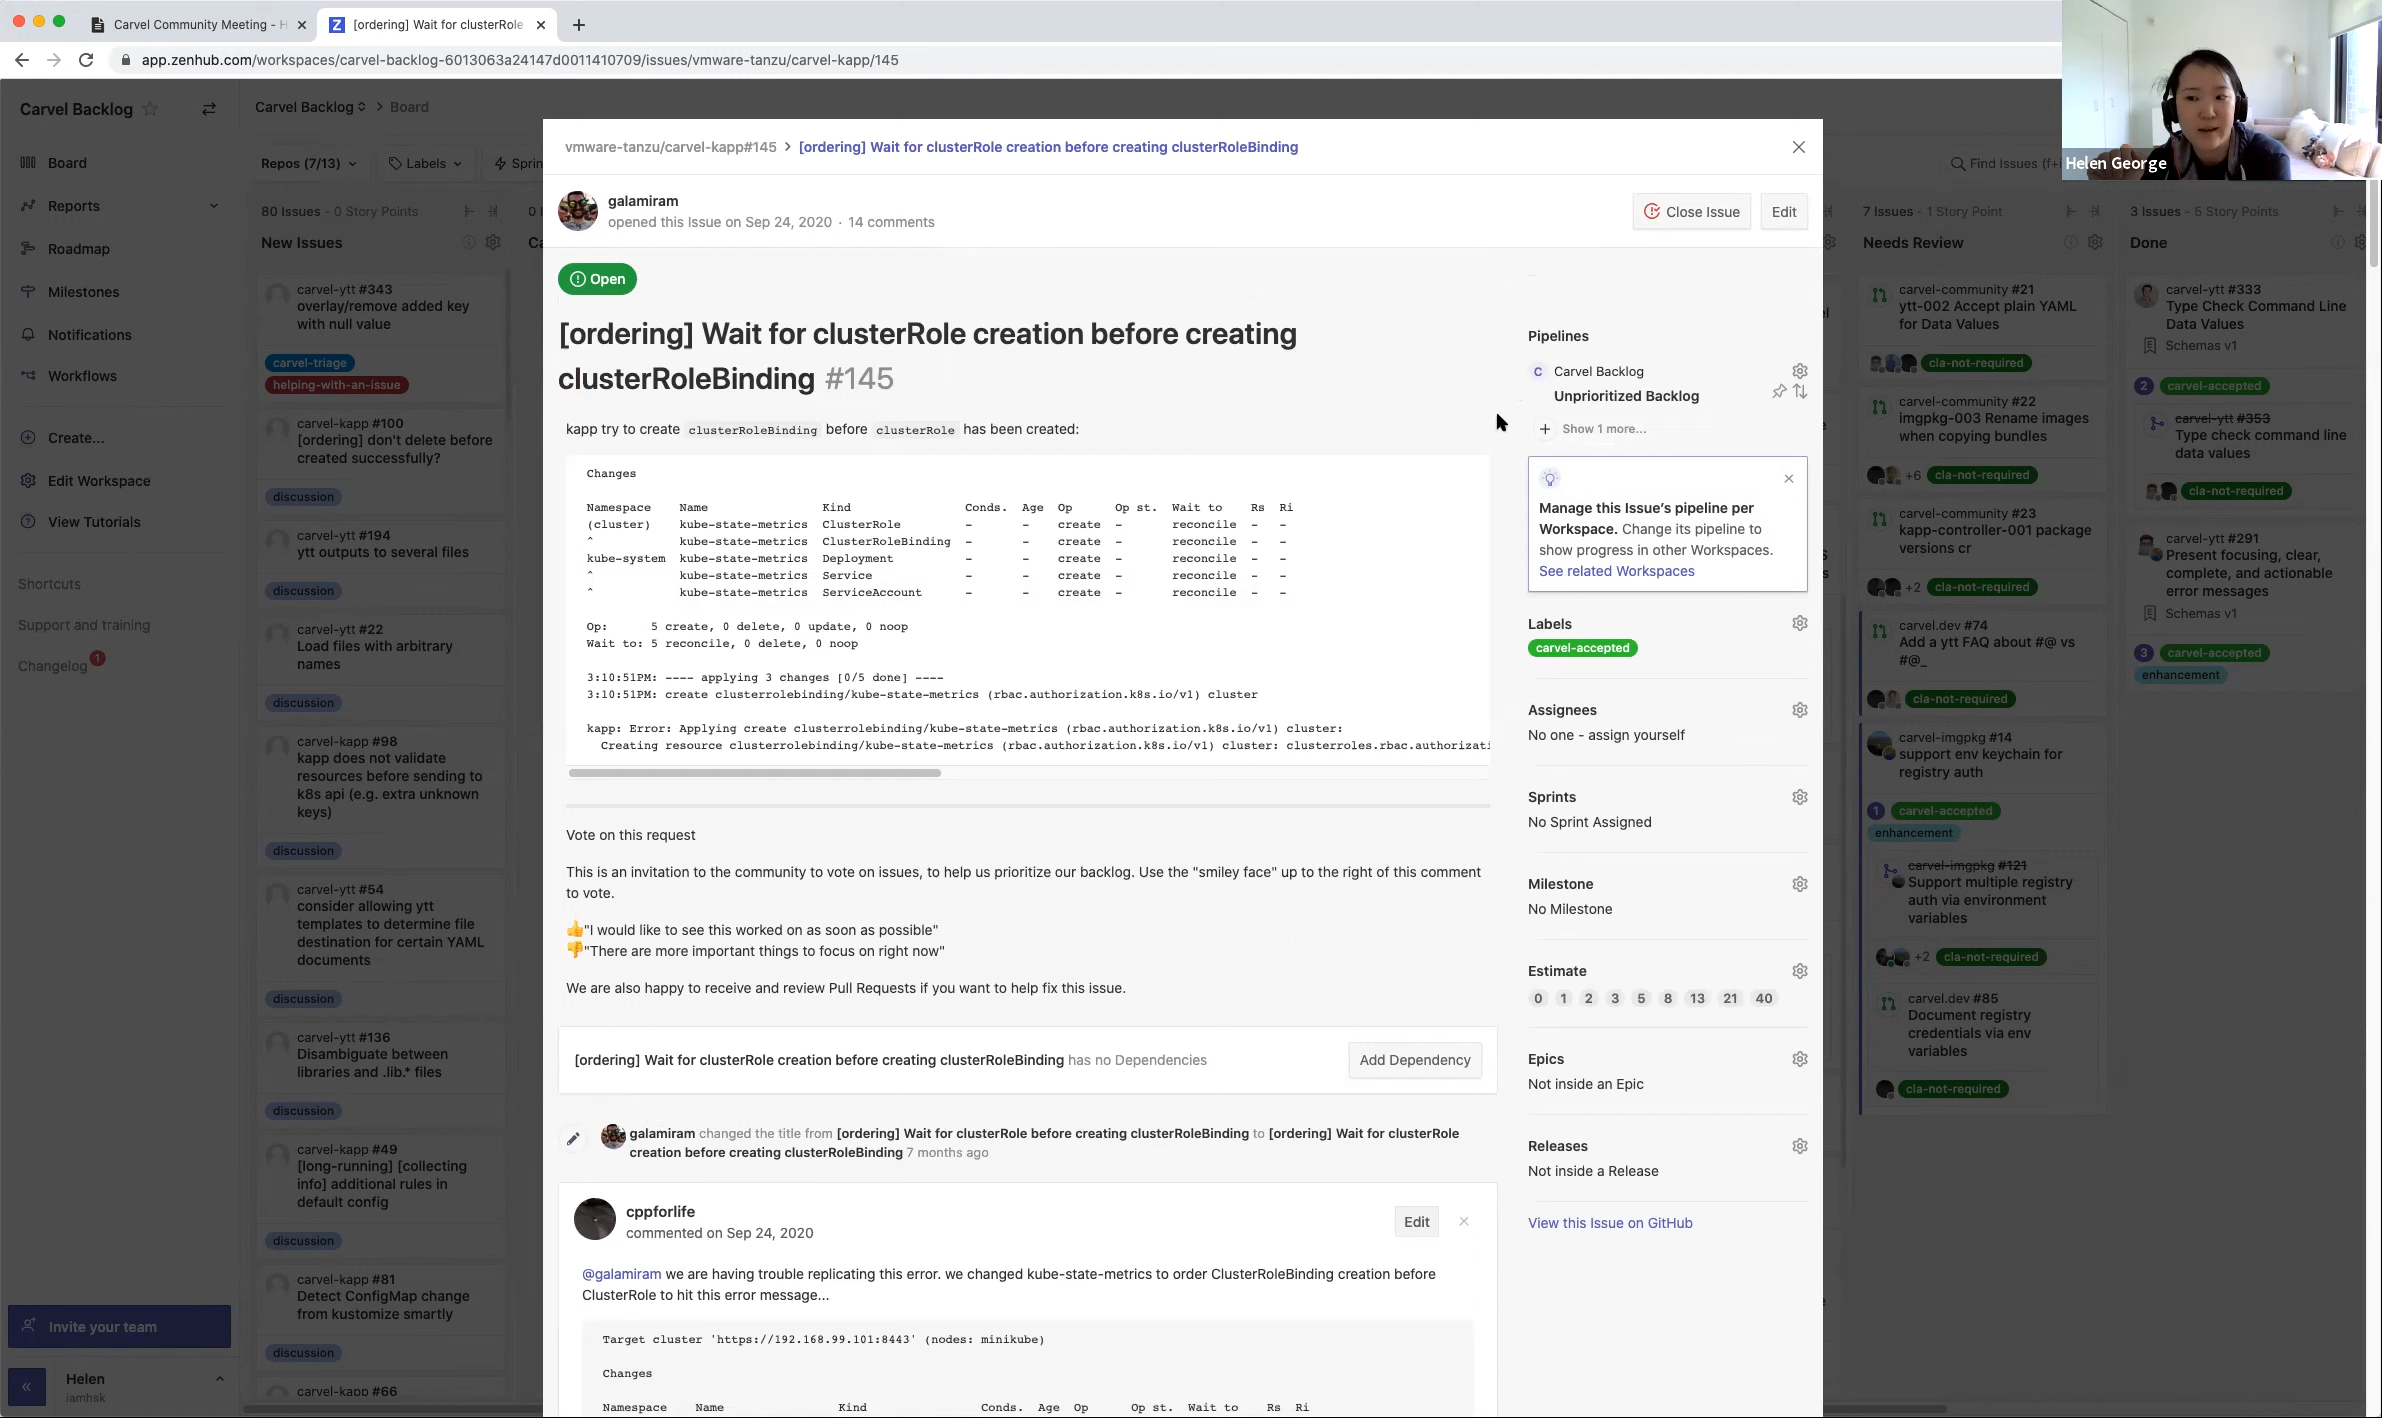 Carvel Community Meeting - H
[ordering] Wait for clusterRole
app.zenhub.com/workspaces/carvel-backlog-6013063a24147d0011410709/issues/vmware-tanzu/carvel-kapp/145
Helen George
Carvel Backlog
Board
Reports
Roadmap
Milestones
Notifications
Workflows
Create...
Edit Workspace
View Tutorials
Shortcuts
Support and training
Changelog 1
Invite your team
Helen
iamhsk
Carvel Backlog > Board
Repos (7/13)
Labels
Sprin
Find Issues (f+
80 Issues - 0 Story Points
New Issues
carvel-ytt #343
overlay/remove added key
with null value
carvel-triage
helping-with-an-issue
carvel-kapp #100
[ordering] don't delete before
created successfully?
discussion
carvel-ytt #194
ytt outputs to several files
discussion
carvel-ytt #22
Load files with arbitrary
names
discussion
carvel-kapp #98
kapp does not validate
resources before sending to
k8s api (e.g. extra unknown
keys)
discussion
carvel-ytt #54
consider allowing ytt
templates to determine file
destination for certain YAML
documents
discussion
carvel-ytt #136
Disambiguate between
libraries and .lib.* files
discussion
carvel-kapp #49
[long-running] [collecting
info] additional rules in
default config
discussion
carvel-kapp #81
Detect ConfigMap change
from kustomize smartly
discussion
carvel-kapp #66
vmware-tanzu/carvel-kapp#145 > [ordering] Wait for clusterRole creation before creating clusterRoleBinding
galamiram
opened this Issue on Sep 24, 2020 · 14 comments
Close Issue
Edit
Open
[ordering] Wait for clusterRole creation before creating
clusterRoleBinding #145
kapp try to create clusterRoleBinding before clusterRole has been created:
Changes
Namespace Name Kind Conds. Age Op Op st. Wait to Rs Ri
(cluster) kube-state-metrics ClusterRole - - create - reconcile - -
^ kube-state-metrics ClusterRoleBinding - - create - reconcile - -
kube-system kube-state-metrics Deployment - - create - reconcile - -
^ kube-state-metrics Service - - create - reconcile - -
^ kube-state-metrics ServiceAccount - - create - reconcile - -
Op: 5 create, 0 delete, 0 update, 0 noop
Wait to: 5 reconcile, 0 delete, 0 noop
3:10:51PM: ---- applying 3 changes [0/5 done] ----
3:10:51PM: create clusterrolebinding/kube-state-metrics (rbac.authorization.k8s.io/v1) cluster
kapp: Error: Applying create clusterrolebinding/kube-state-metrics (rbac.authorization.k8s.io/v1) cluster:
Creating resource clusterrolebinding/kube-state-metrics (rbac.authorization.k8s.io/v1) cluster: clusterroles.rbac.authorizati
Vote on this request
This is an invitation to the community to vote on issues, to help us prioritize our backlog. Use the "smiley face" up to the right of this comment
to vote.
👍"I would like to see this worked on as soon as possible"
👎"There are more important things to focus on right now"
We are also happy to receive and review Pull Requests if you want to help fix this issue.
[ordering] Wait for clusterRole creation before creating clusterRoleBinding has no Dependencies
Add Dependency
galamiram changed the title from [ordering] Wait for clusterRole before creating clusterRoleBinding to [ordering] Wait for clusterRole
creation before creating clusterRoleBinding 7 months ago
cppforlife
commented on Sep 24, 2020
Edit
@galamiram we are having trouble replicating this error. we changed kube-state-metrics to order ClusterRoleBinding creation before
ClusterRole to hit this error message...
Target cluster 'https://192.168.99.101:8443' (nodes: minikube)
Changes
Namespace Name Kind Conds. Age Op Op st. Wait to Rs Ri
Pipelines
C Carvel Backlog
Unprioritized Backlog
+ Show 1 more...
Manage this Issue's pipeline per
Workspace. Change its pipeline to
show progress in other Workspaces.
See related Workspaces
Labels
carvel-accepted
Assignees
No one - assign yourself
Sprints
No Sprint Assigned
Milestone
No Milestone
Estimate
0 1 2 3 5 8 13 21 40
Epics
Not inside an Epic
Releases
Not inside a Release
View this Issue on GitHub
7 Issues - 1 Story Point
Needs Review
carvel-community #21
ytt-002 Accept plain YAML
for Data Values
cla-not-required
carvel-community #22
imgpkg-003 Rename images
when copying bundles
+6 cla-not-required
carvel-community #23
kapp-controller-001 package
versions cr
+2 cla-not-required
carvel.dev #74
Add a ytt FAQ about #@ vs
#@_
cla-not-required
carvel-imgpkg #14
support env keychain for
registry auth
1 carvel-accepted
enhancement
carvel-imgpkg #121
Support multiple registry
auth via environment
variables
+2 cla-not-required
carvel.dev #85
Document registry
credentials via env
variables
cla-not-required
3 Issues - 5 Story Points
Done
carvel-ytt #333
Type Check Command Line
Data Values
Schemas v1
2 carvel-accepted
carvel-ytt #353
Type check command line
data values
cla-not-required
carvel-ytt #291
Present focusing, clear,
complete, and actionable
error messages
Schemas v1
3 carvel-accepted
enhancement